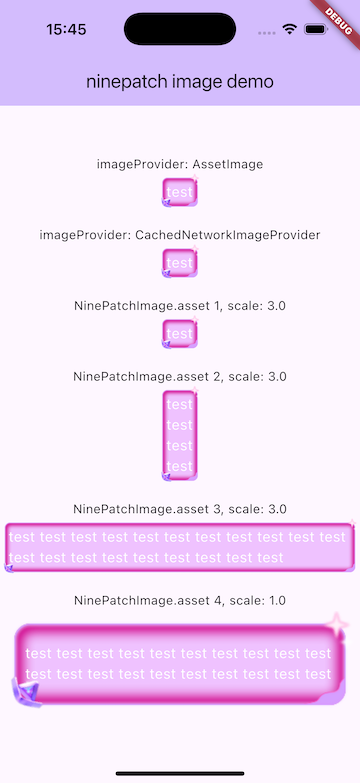 15:45
DEBUG
ninepatch image demo
imageProvider: AssetImage
test
imageProvider: CachedNetworkImageProvider
test
NinePatchImage.asset 1, scale: 3.0
test
NinePatchImage.asset 2, scale: 3.0
test
test
test
test
NinePatchImage.asset 3, scale: 3.0
test test test test test test test test test test test
test test test test test test test test test
NinePatchImage.asset 4, scale: 1.0
test test test test test test test test test test
test test test test test test test test test test